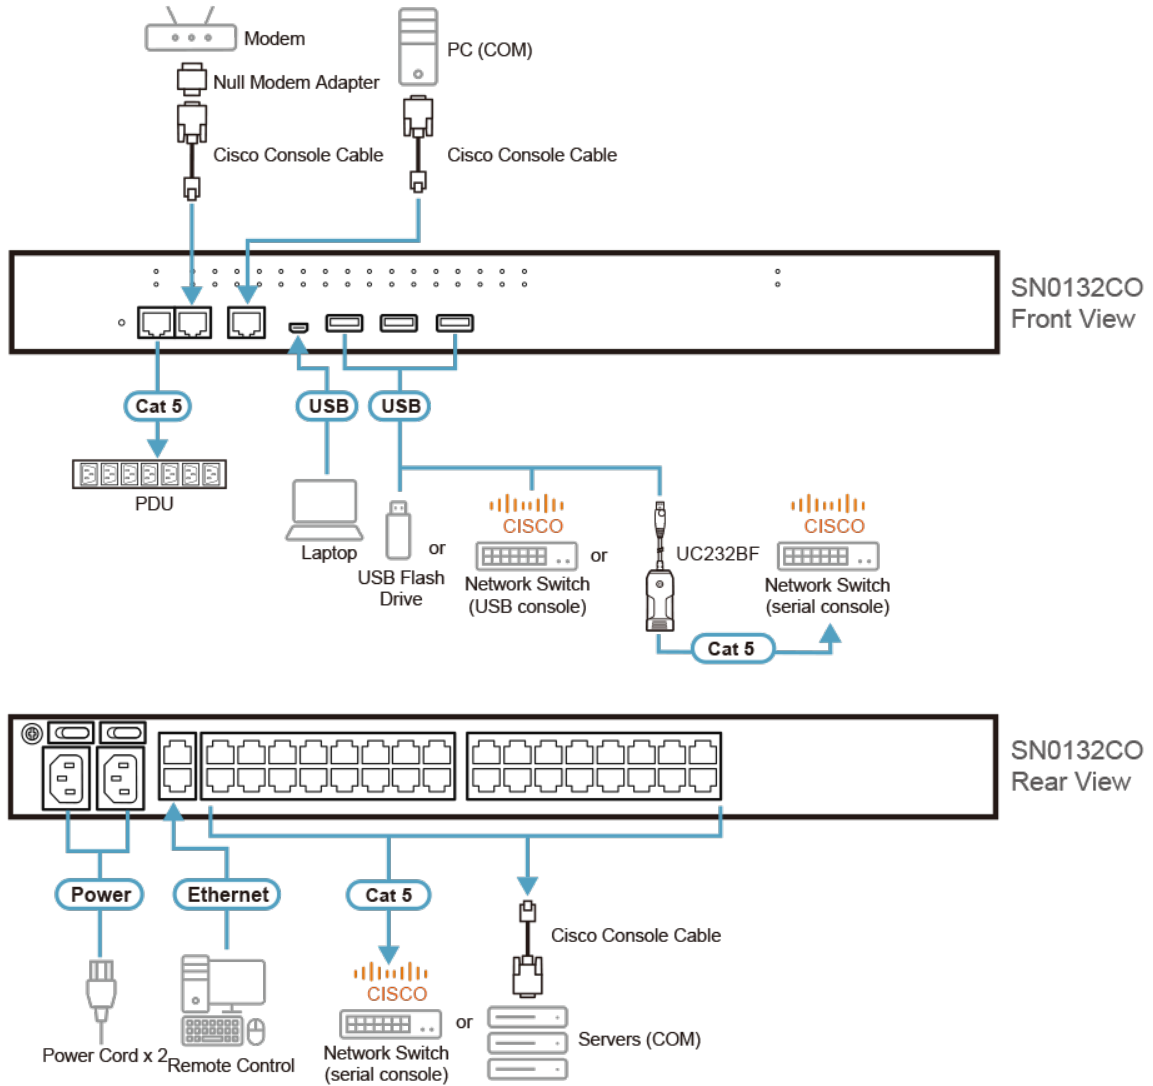 Modem
PC (COM)
Null Modem Adapter
Cisco Console Cable
Cisco Console Cable
SN0132CO
Front View
Cat 5
USB
USB
PDU
CISCO
CISCO
Laptop
or
or
UC232BF
USB Flash
Drive
Network Switch
(USB console)
Network Switch
(serial console)
Cat 5
SN0132CO
Rear View
Power
Ethernet
Cat 5
Cisco Console Cable
CISCO
or
Servers (COM)
Power Cord x 2
Remote Control
Network Switch
(serial console)